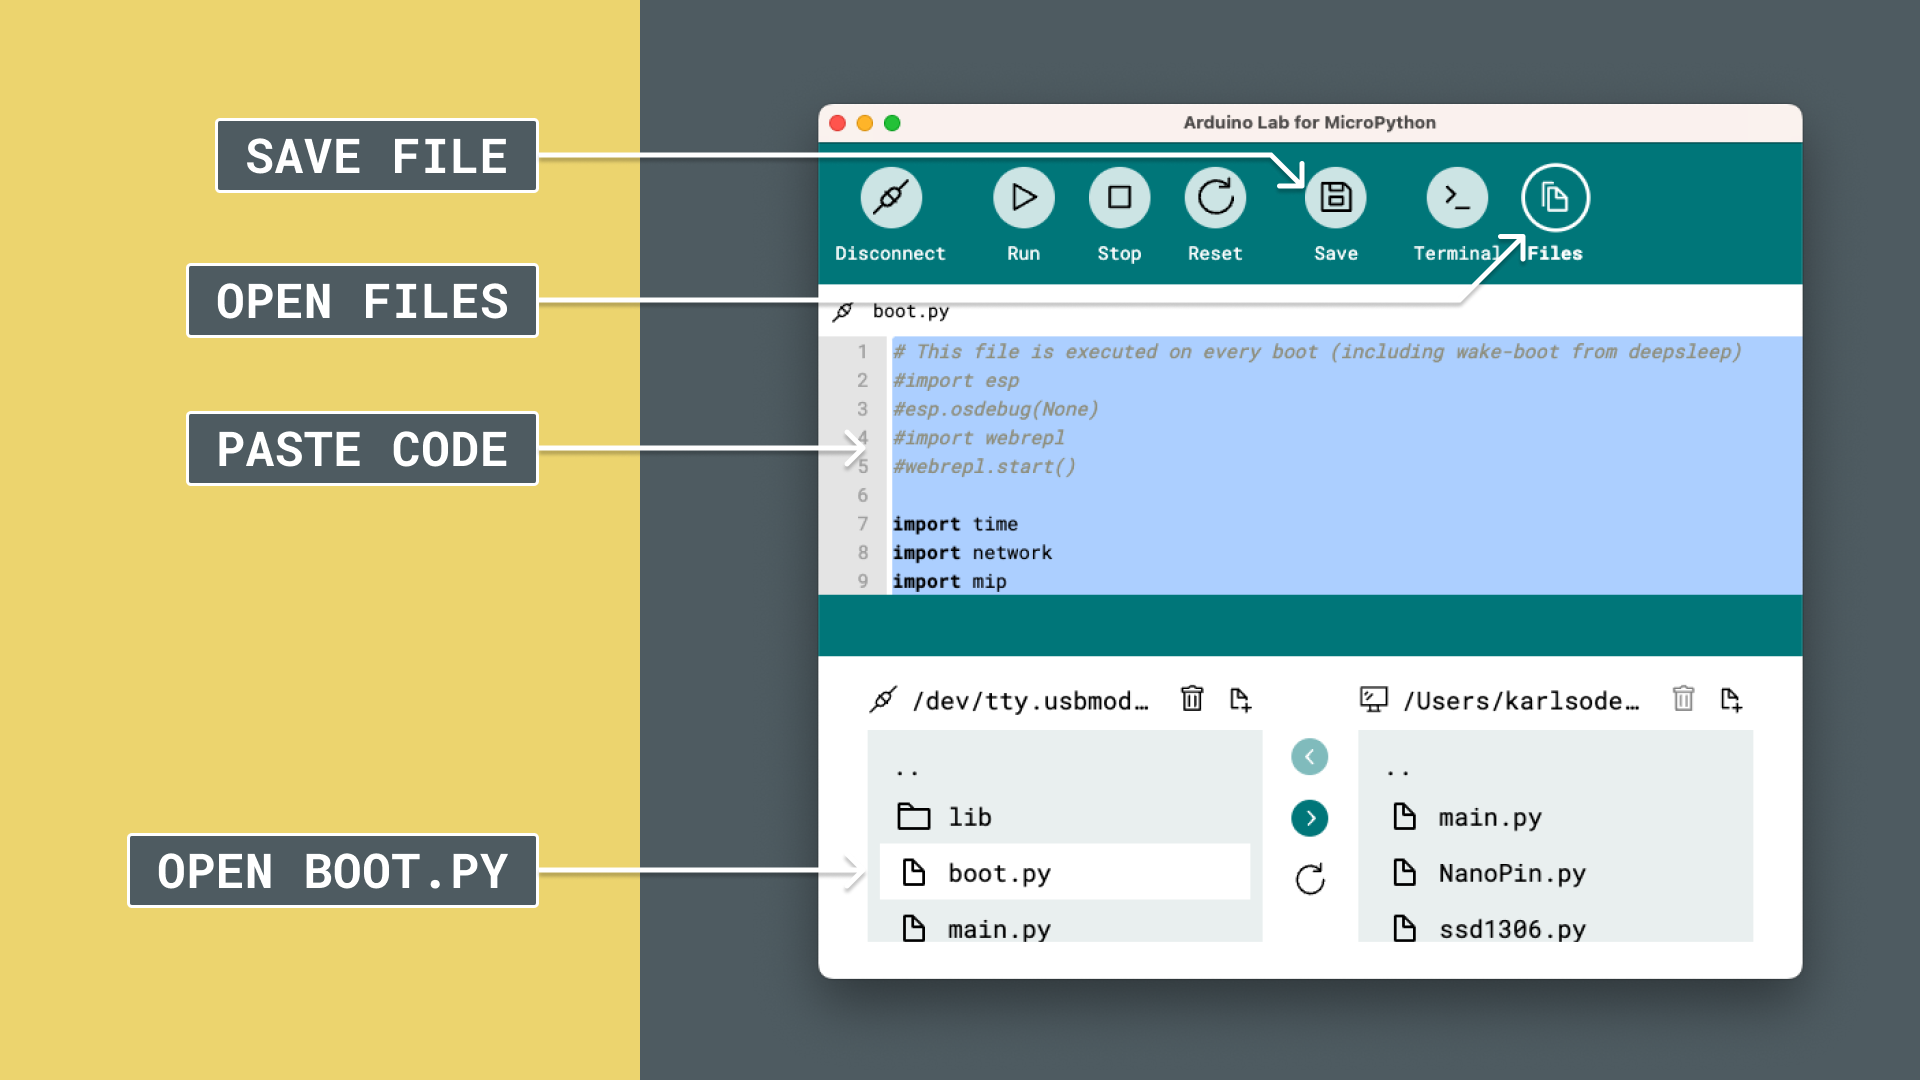 SAVE FILE
OPEN FILES
PASTE CODE
OPEN BOOT.PY
Arduino Lab for MicroPython
Disconnect
Run
Stop
Reset
Save
Terminal
Files
boot.py
1 # This file is executed on every boot (including wake-boot from deepsleep)
2 #import esp
3 #esp.osdebug(None)
4 #import webrepl
5 #webrepl.start()
6
7 import time
8 import network
9 import mip
/dev/tty.usbmod…
..
lib
boot.py
main.py
/Users/karlsode…
..
main.py
NanoPin.py
ssd1306.py